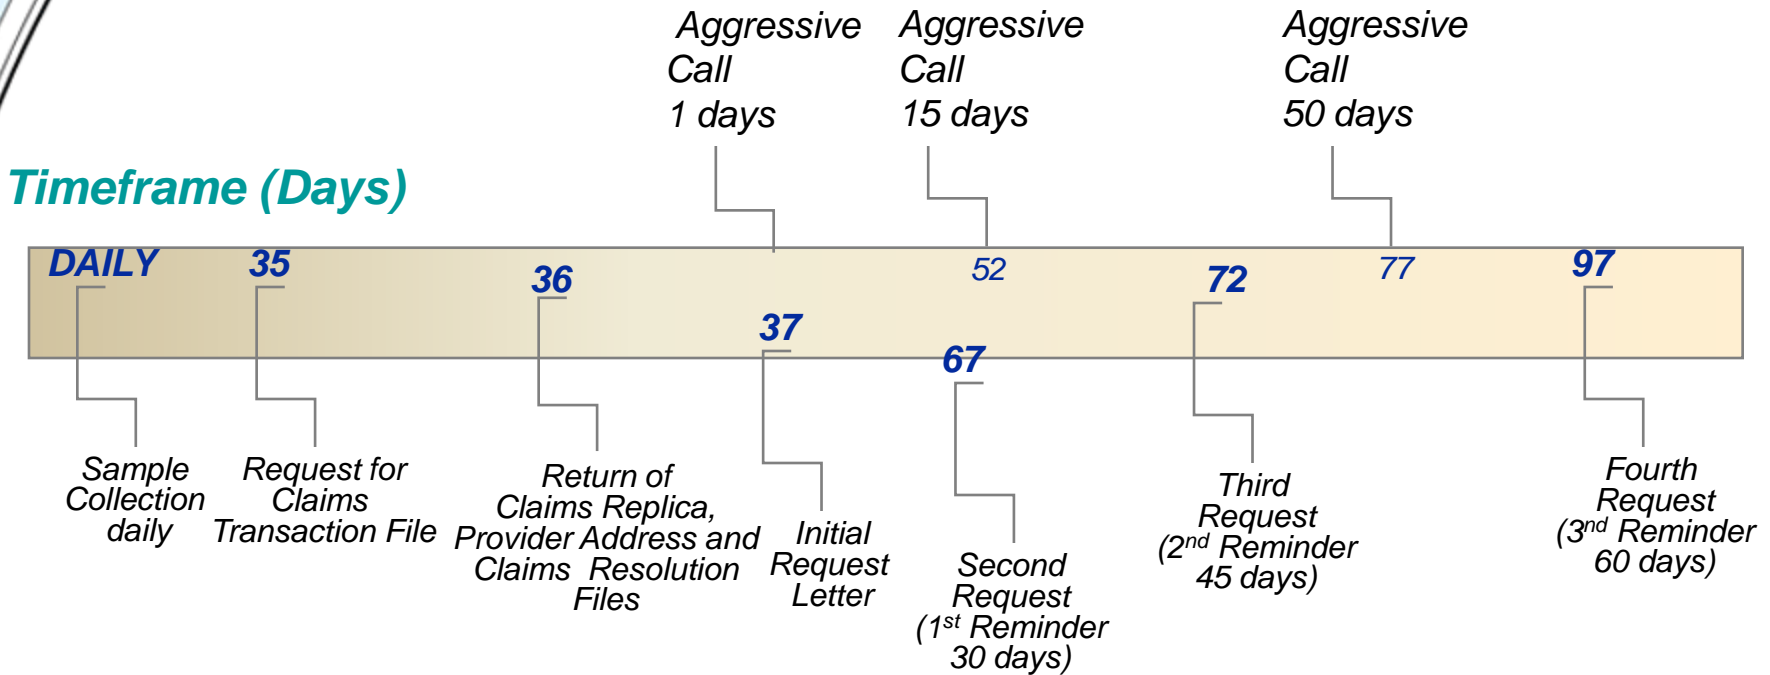 Aggressive
Call
1 days
Aggressive
Call
15 days
Aggressive
Call
50 days
Timeframe (Days)
DAILY
35
36
37
52
67
72
77
97
Sample
Collection
daily
Request for
Claims
Transaction File
Return of
Claims Replica,
Provider Address and
Claims Resolution
Files
Initial
Request
Letter
Second
Request
(1st Reminder
30 days)
Third
Request
(2nd Reminder
45 days)
Fourth
Request
(3nd Reminder
60 days)